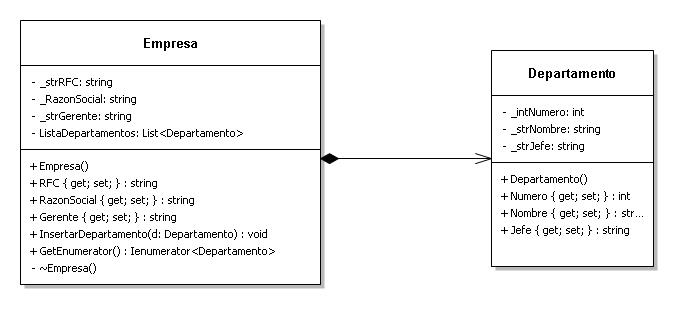 Empresa
- _strRFC: string
- _RazonSocial: string
- _strGerente: string
- ListaDepartamentos: List<Departamento>
+ Empresa()
+ RFC { get; set; } : string
+ RazonSocial { get; set; } : string
+ Gerente { get; set; } : string
+ InsertarDepartamento(d: Departamento) : void
+ GetEnumerator() : Ienumerator<Departamento>
- ~Empresa()
Departamento
- _intNumero: int
- _strNombre: string
- _strJefe: string
+ Departamento()
+ Numero { get; set; } : int
+ Nombre { get; set; } : str...
+ Jefe { get; set; } : string